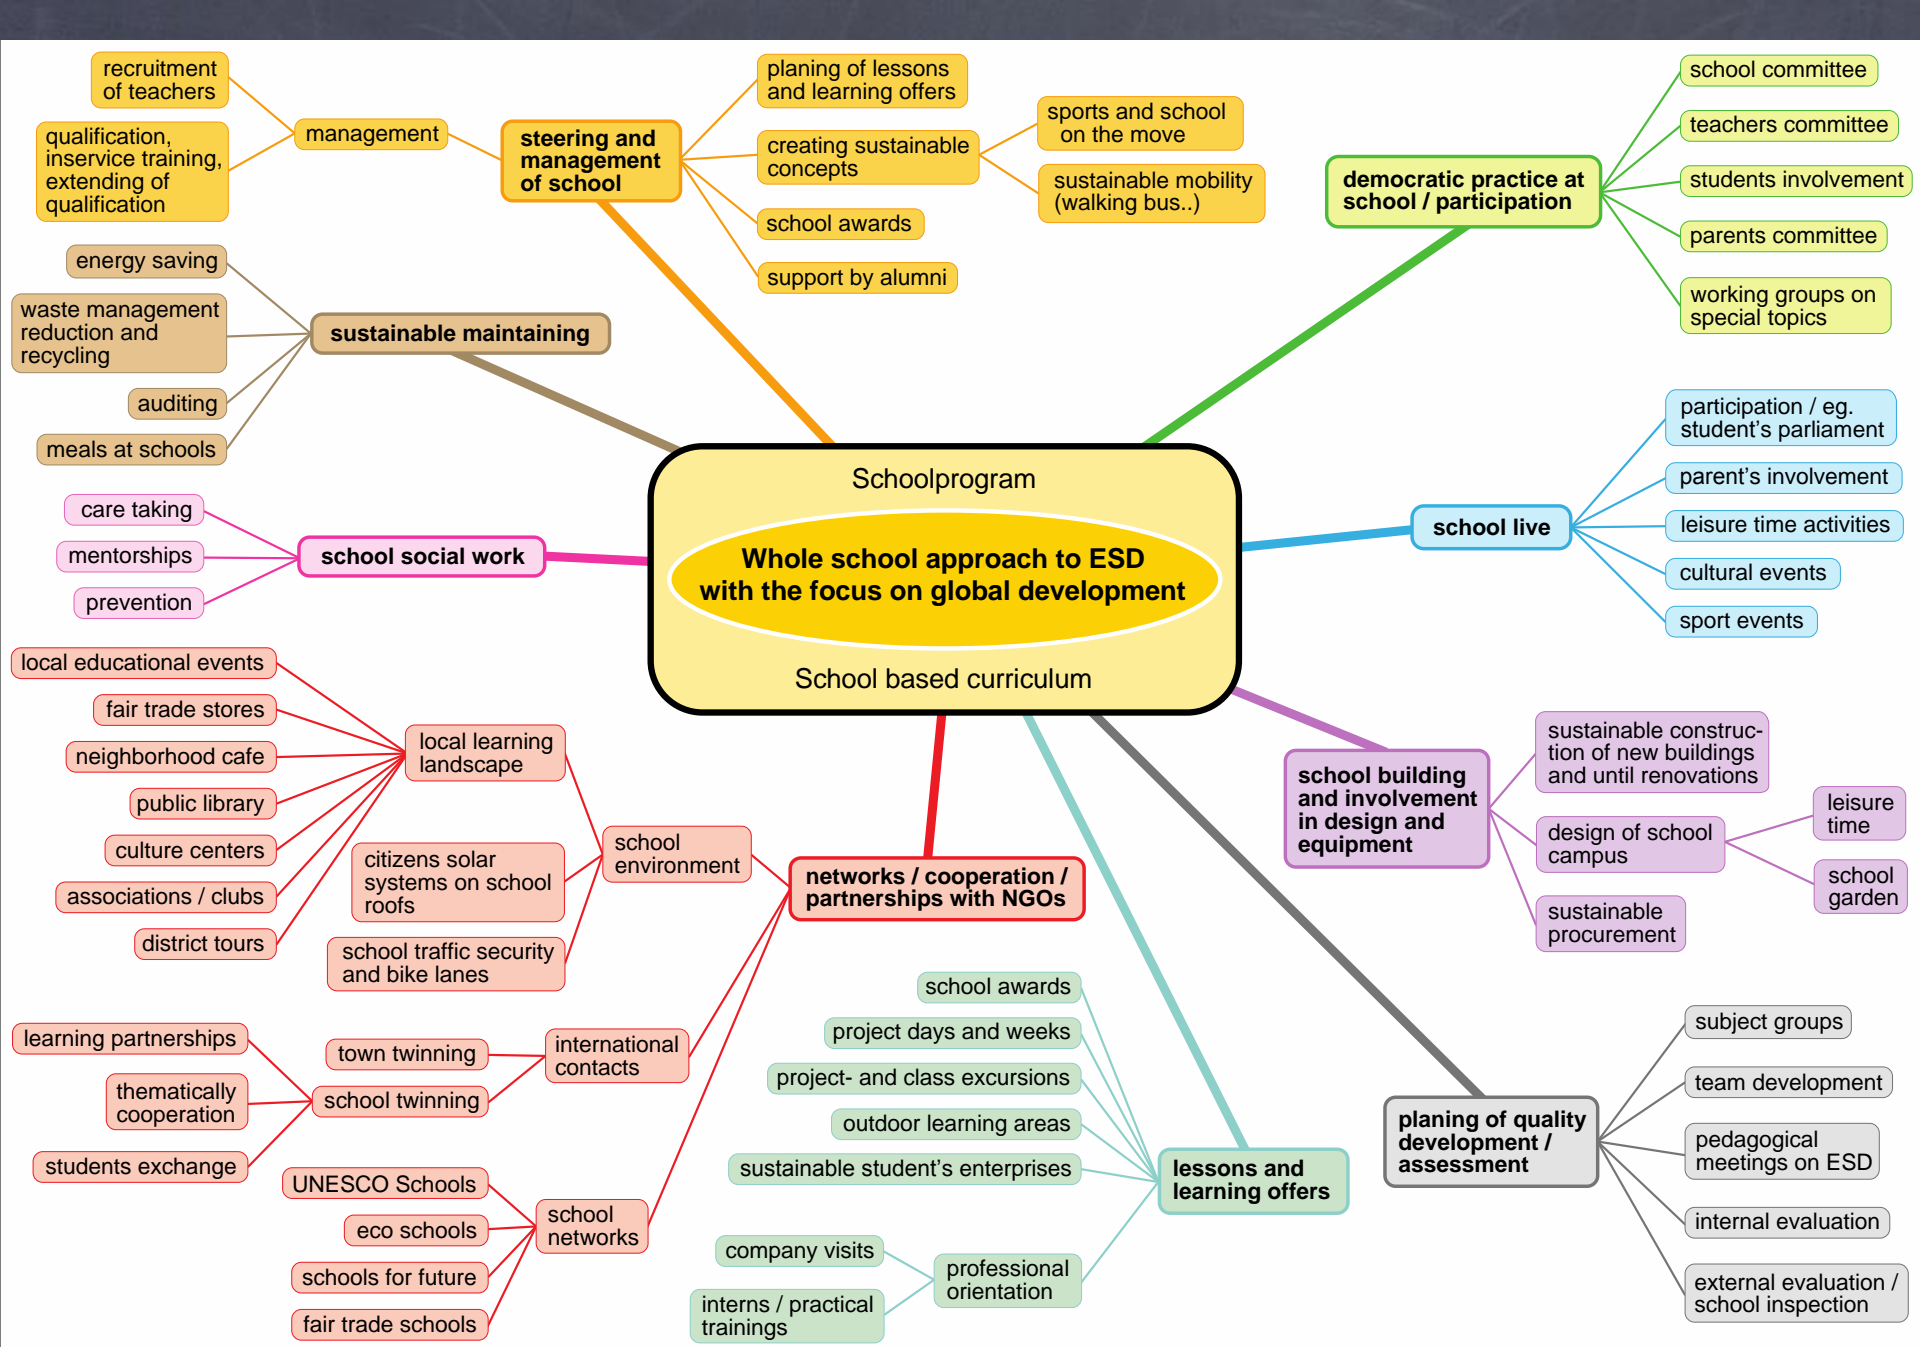 recruitment
of teachers
qualification,
inservice training,
extending of
qualification
management
steering and
management
of school
planing of lessons
and learning offers
creating sustainable
concepts
sports and school
on the move
sustainable mobility
(walking bus..)
school awards
support by alumni
democratic practice at
school / participation
school committee
teachers committee
students involvement
parents committee
working groups on
special topics
energy saving
waste management
reduction and
recycling
auditing
meals at schools
sustainable maintaining
care taking
mentorships
prevention
school social work
Schoolprogram
Whole school approach to ESD
with the focus on global development
School based curriculum
school live
participation / eg.
student's parliament
parent's involvement
leisure time activities
cultural events
sport events
local educational events
fair trade stores
neighborhood cafe
public library
culture centers
associations / clubs
district tours
local learning
landscape
citizens solar
systems on school
roofs
school traffic security
and bike lanes
school
environment
networks / cooperation /
partnerships with NGOs
learning partnerships
thematically
cooperation
students exchange
town twinning
school twinning
international
contacts
UNESCO Schools
eco schools
schools for future
fair trade schools
school
networks
school awards
project days and weeks
project- and class excursions
outdoor learning areas
sustainable student's enterprises
company visits
interns / practical
trainings
professional
orientation
lessons and
learning offers
school building
and involvement
in design and
equipment
sustainable construc-
tion of new buildings
and until renovations
design of school
campus
leisure
time
school
garden
sustainable
procurement
planing of quality
development /
assessment
subject groups
team development
pedagogical
meetings on ESD
internal evaluation
external evaluation /
school inspection